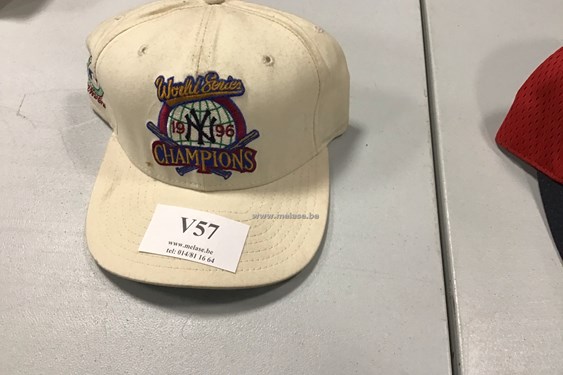 World Series
19 NY 96
CHAMPIONS
www.melase.be
V57
www.melase.be
tel: 014/81 16 64